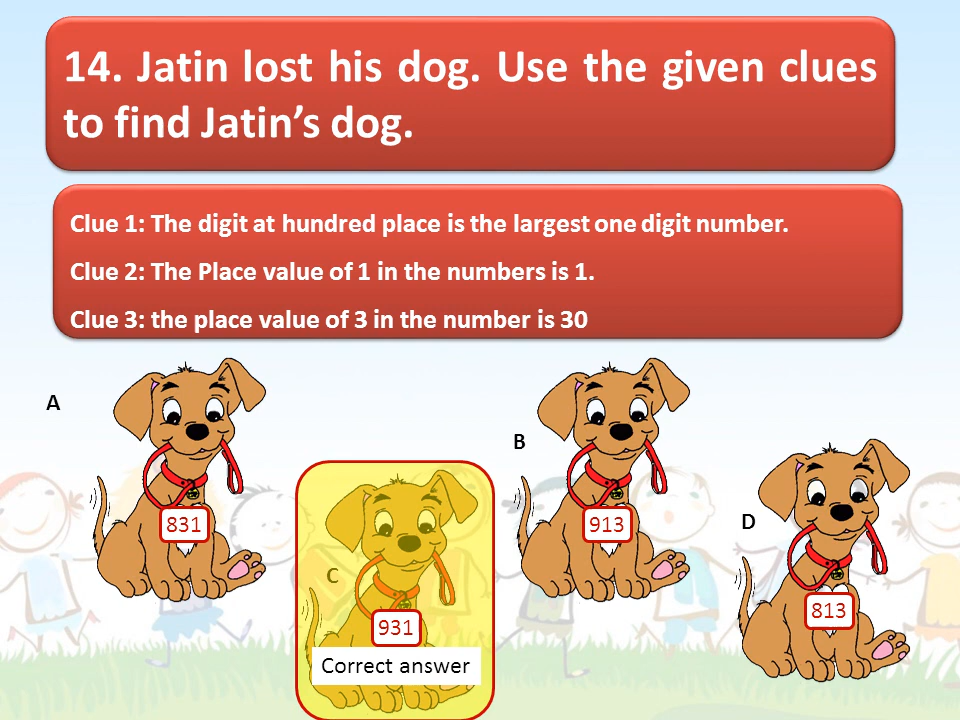 14. Jatin lost his dog. Use the given clues
to find Jatin’s dog.
Clue 1: The digit at hundred place is the largest one digit number.
Clue 2: The Place value of 1 in the numbers is 1.
Clue 3: the place value of 3 in the number is 30
A
831
B
913
C
931
Correct answer
D
813